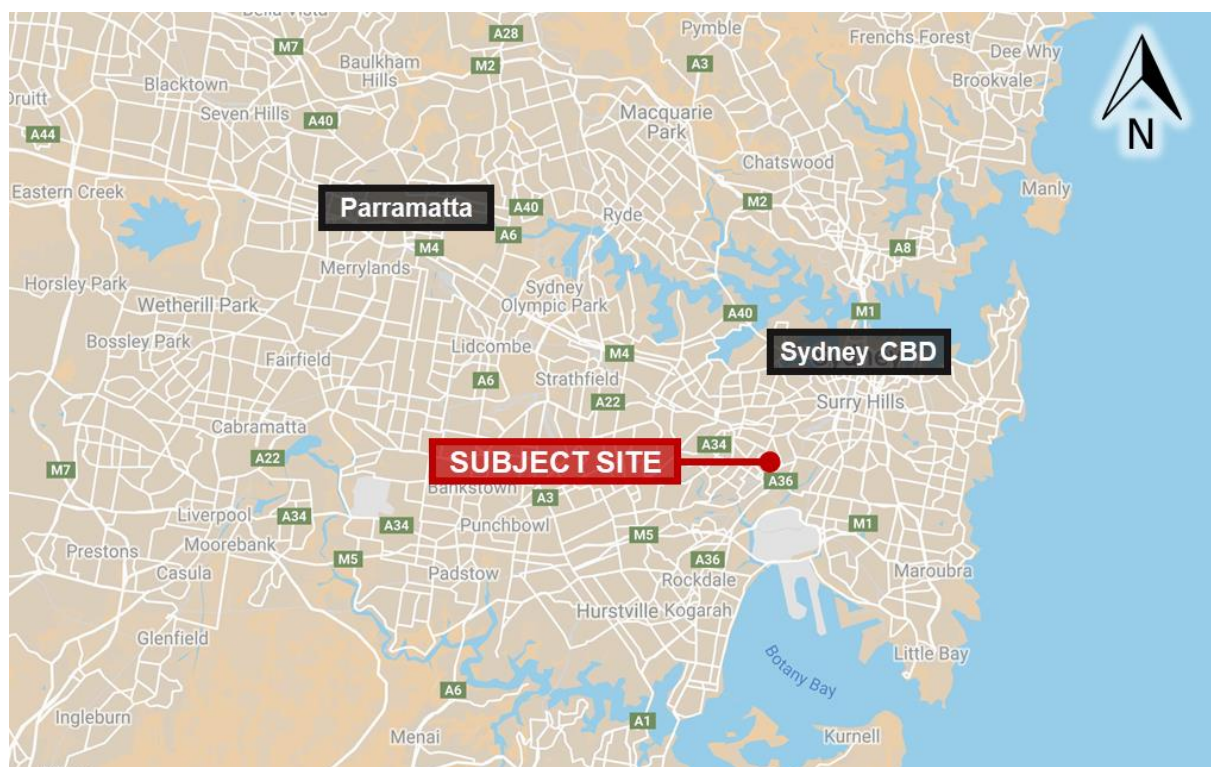 Bella Vista
Pymble
Frenchs Forest
A28
M7
Baulkham
Hills
M2
A3
Dee Why
Brookvale
Blacktown
Seven Hills
A40
Macquarie
Park
N
A44
Chatswood
Eastern Creek
Manly
Parramatta
A40
M2
Ryde
A6
M4
A8
Merrylands
Horsley Park
Sydney
Olympic Park
Wetherill Park
A40
M1
Bossley Park
Lidcombe
Sydney CBD
Fairfield
M4
Strathfield
A6
A22
Surry Hills
Cabramatta
A34
M7
A22
SUBJECT SITE
A36
Bankstown
A3
Liverpool
A34
A34
Punchbowl
M1
Moorebank
M5
Prestons
M5
A36
Casula
Padstow
Rockdale
Maroubra
Hurstville
Kogarah
Glenfield
Little Bay
Botany Bay
A6
Ingleburn
A1
Menai
Kurnell